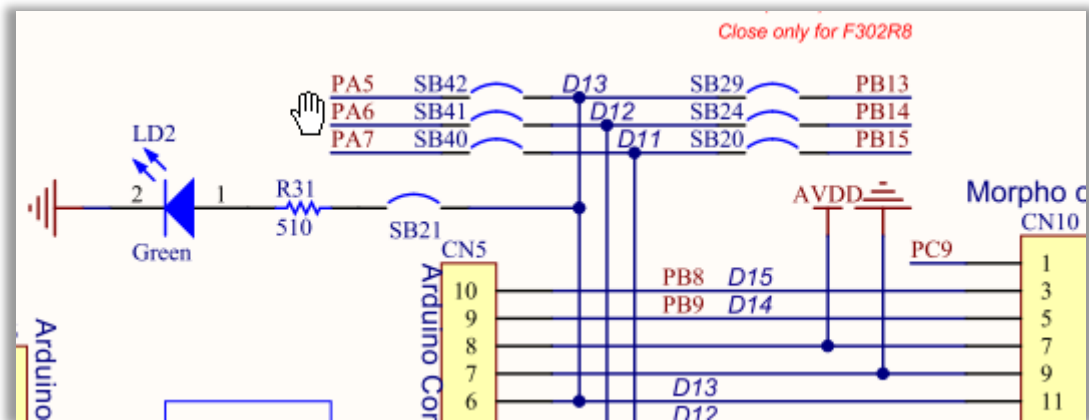 Close only for F302R8
PA5 SB42 D13 SB29 PB13
PA6 SB41 D12 SB24 PB14
PA7 SB40 D11 SB20 PB15
LD2
2 1 R31
510
SB21
Green
AVDD
Morpho
CN5
CN10
PC9 1
10 PB8 D15 3
9 PB9 D14 5
8 7
7 9
6 D13 11
D12
Arduino
Arduino